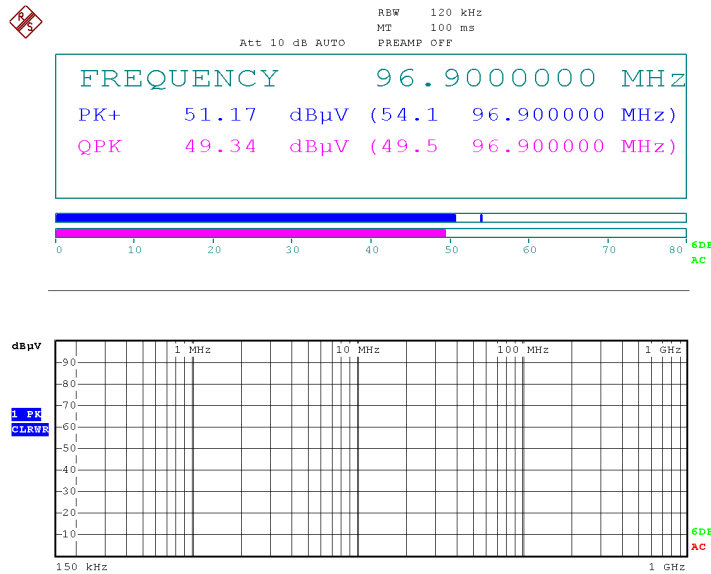 RBW 120 kHz
MT 100 ms
Att 10 dB AUTO PREAMP OFF
FREQUENCY 96.9000000 MHz
PK+ 51.17 dBµV (54.1 96.900000 MHz)
QPK 49.34 dBµV (49.5 96.900000 MHz)
0 10 20 30 40 50 60 70 80
6DB
AC
dBµV
1 MHz 10 MHz 100 MHz 1 GHz
90
80
70
1 PK
CLRWR
60
50
40
30
20
10
6DB
AC
150 kHz 1 GHz